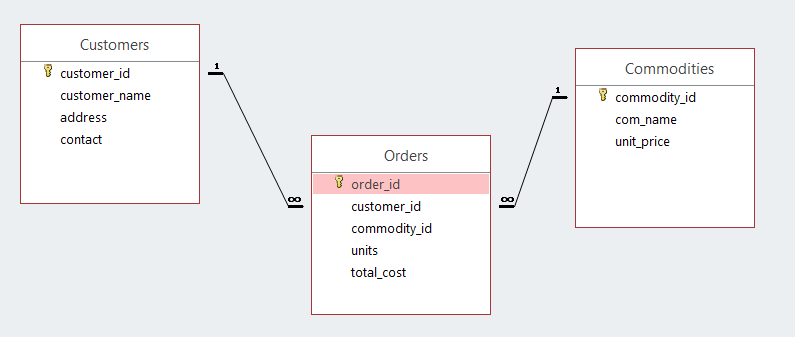 Customers
customer_id
customer_name
address
contact
1
∞
Orders
order_id
customer_id
commodity_id
units
total_cost
∞
1
Commodities
commodity_id
com_name
unit_price